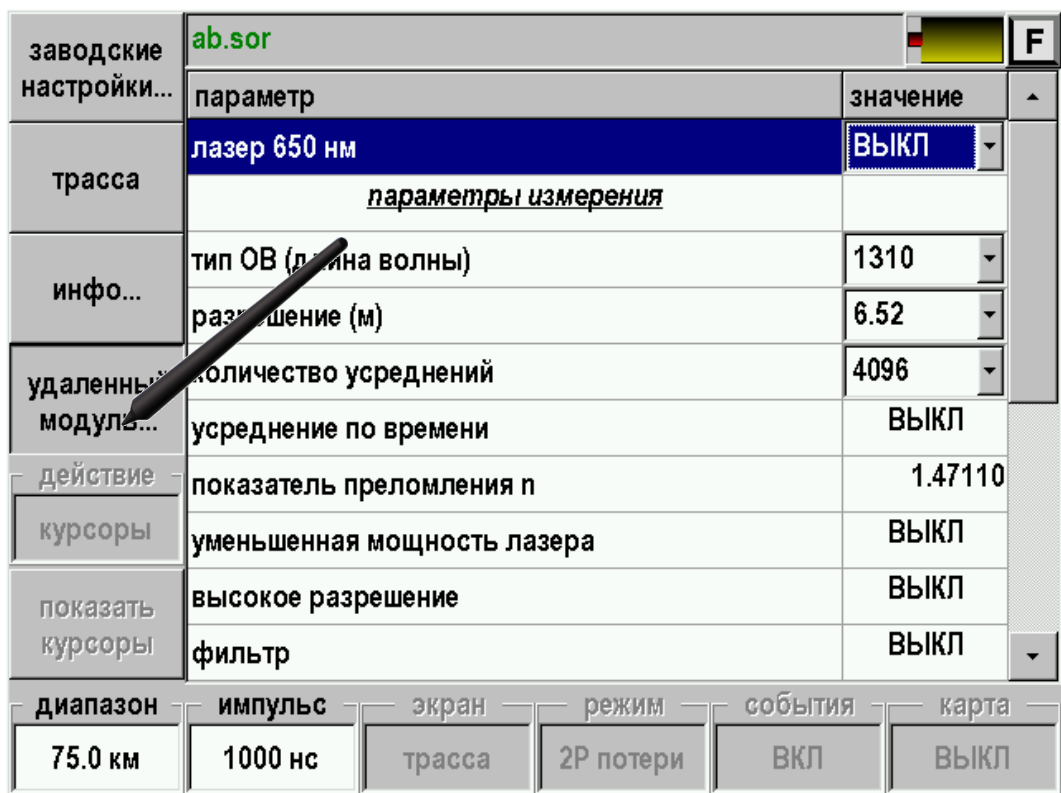 заводские
настройки...
ab.sor
F
параметр
значение
лазер 650 нм
ВЫКЛ
трасса
параметры измерения
тип ОВ (длина волны)
1310
инфо...
разрешение (м)
6.52
удаленный
модуль...
количество усреднений
4096
усреднение по времени
ВЫКЛ
действие
курсоры
показатель преломления n
1.47110
уменьшенная мощность лазера
ВЫКЛ
показать
курсоры
высокое разрешение
ВЫКЛ
фильтр
ВЫКЛ
диапазон
75.0 км
импульс
1000 нс
экран
трасса
режим
2P потери
события
ВКЛ
карта
ВЫКЛ